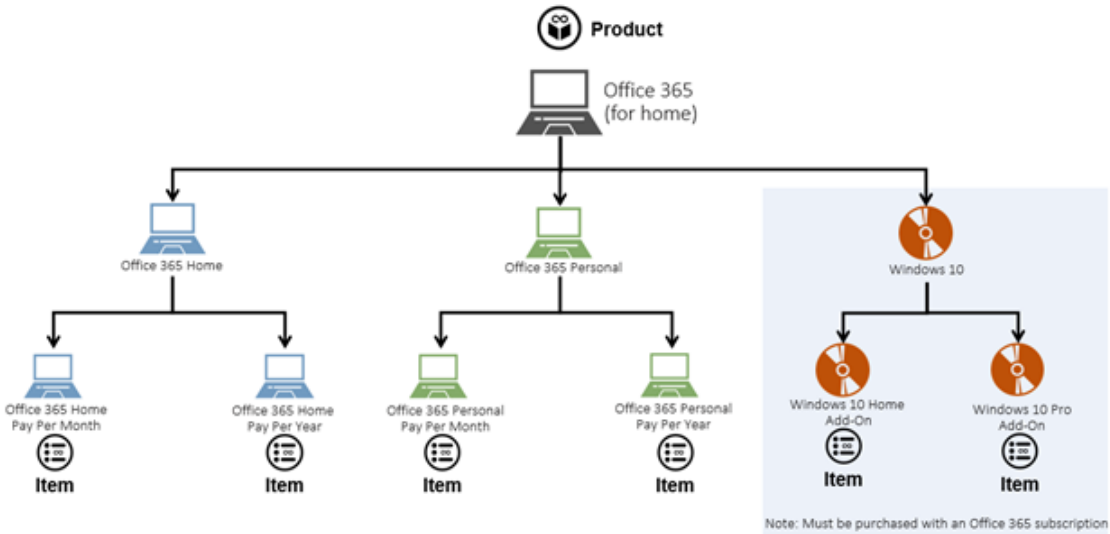 Product
Office 365
(for home)
Office 365 Home
Office 365 Personal
Windows 10
Office 365 Home
Pay Per Month
Item
Office 365 Home
Pay Per Year
Item
Office 365 Personal
Pay Per Month
Item
Office 365 Personal
Pay Per Year
Item
Windows 10 Home
Add-On
Item
Windows 10 Pro
Add-On
Item
Note: Must be purchased with an Office 365 subscription